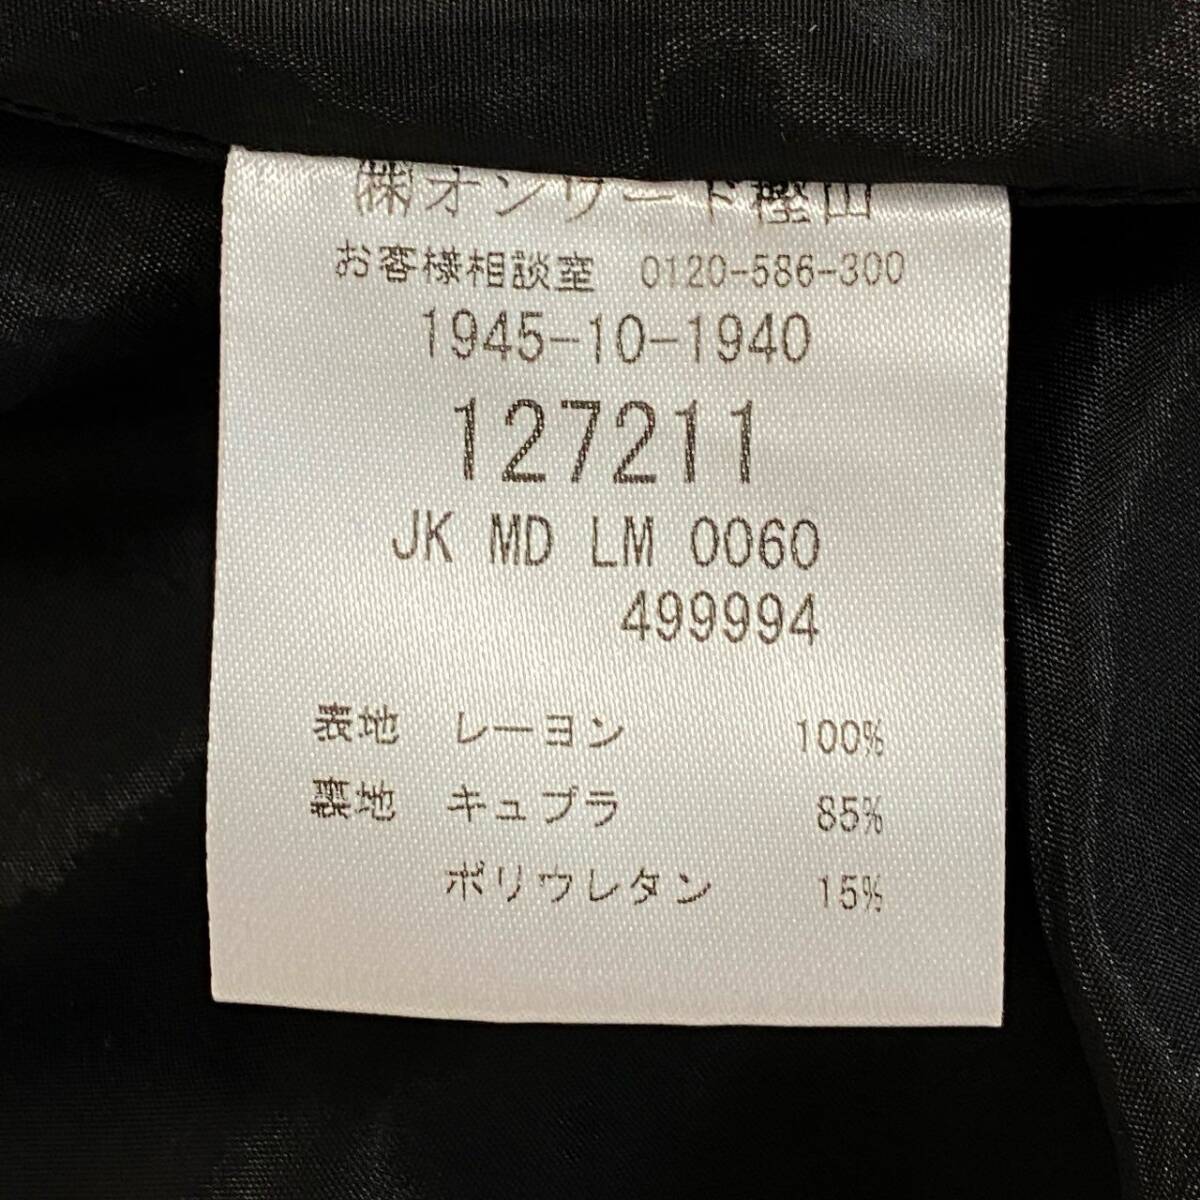 ㈱オンワード樫山
お客様相談室 0120-586-300
1945-10-1940
127211
JK MD LM 0060
499994
表地 レーヨン 100%
裏地 キュプラ 85%
ポリウレタン 15%